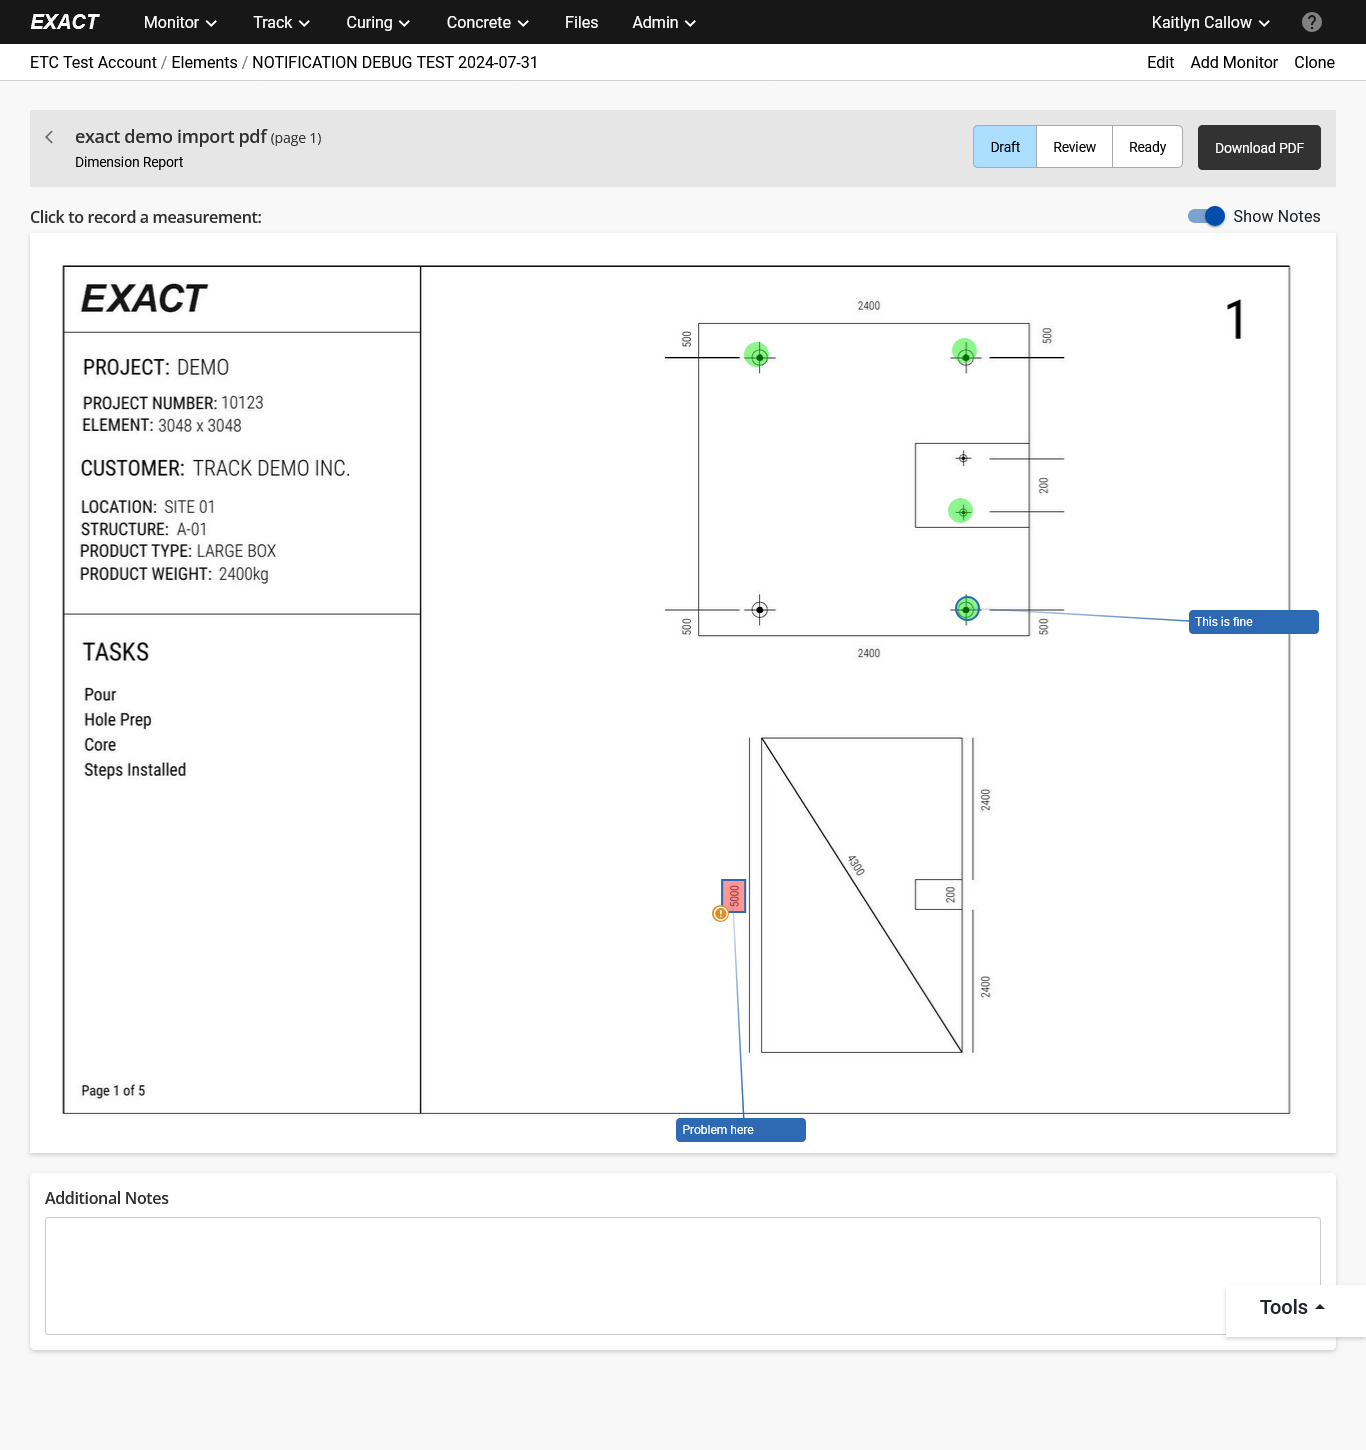 EXACT Monitor Track Curing Concrete Files Admin Kaitlyn Callow ?
ETC Test Account / Elements / NOTIFICATION DEBUG TEST 2024-07-31 Edit Add Monitor Clone
exact demo import pdf (page 1)
Dimension Report
Draft Review Ready Download PDF
Click to record a measurement:
Show Notes
EXACT
PROJECT: DEMO
PROJECT NUMBER: 10123
ELEMENT: 3048 x 3048
CUSTOMER: TRACK DEMO INC.
LOCATION: SITE 01
STRUCTURE: A-01
PRODUCT TYPE: LARGE BOX
PRODUCT WEIGHT: 2400kg
TASKS
Pour
Hole Prep
Core
Steps Installed
Page 1 of 5
1
2400
500
500
200
500
500
2400
This is fine
2400
4300
5000
200
2400
Problem here
Additional Notes
Tools